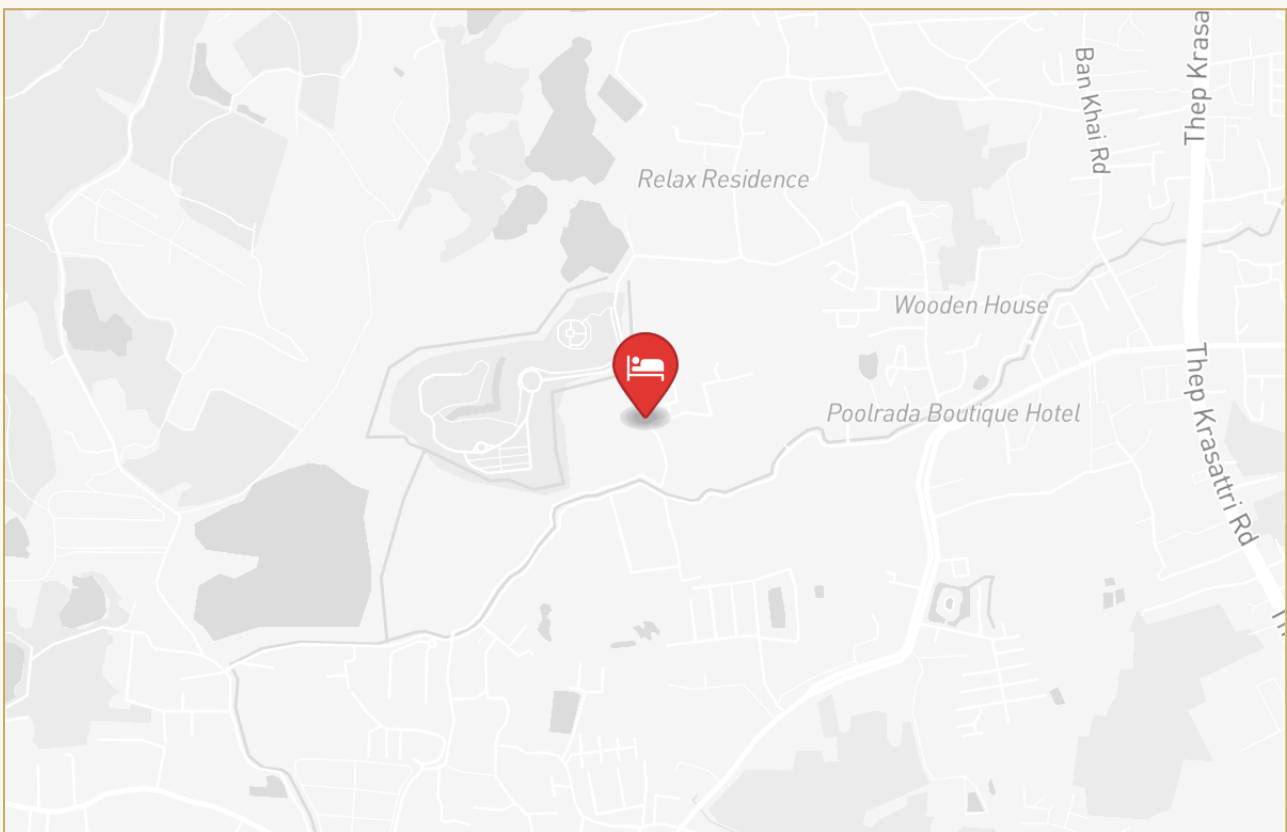 Thep Krasa
Ban Khai Rd
Relax Residence
Wooden House
Thep Krasattri Rd
Poolrada Boutique Hotel